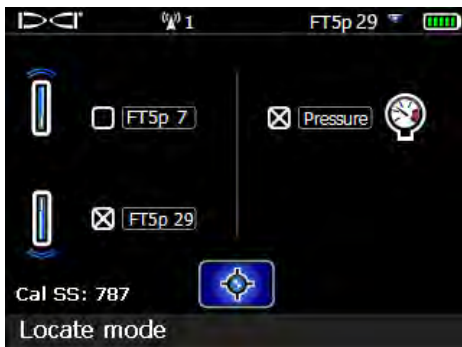 DCI 1 FT5p 29
FT5p 7
Pressure
FT5p 29
Cal SS: 787
Locate mode